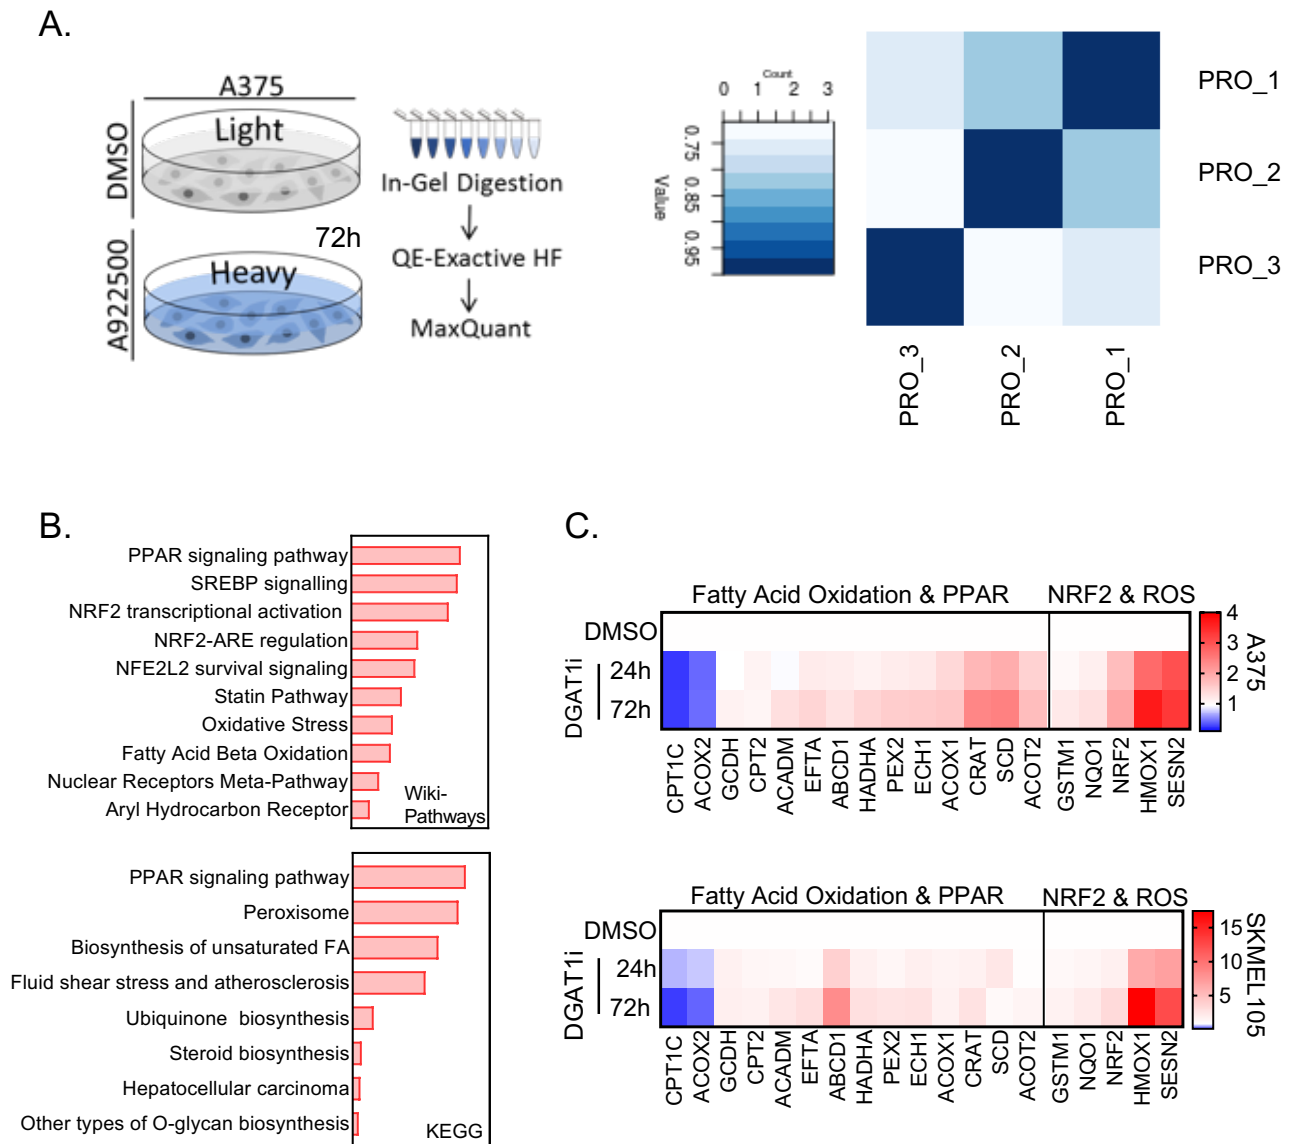 A.
A375
DMSO
Light
72h
A922500
Heavy
In-Gel Digestion
QE-Exactive HF
MaxQuant
Count
0 1 2 3
0.75
0.85
0.95
Value
PRO_1
PRO_2
PRO_3
PRO_3
PRO_2
PRO_1
B.
PPAR signaling pathway
SREBP signalling
NRF2 transcriptional activation
NRF2-ARE regulation
NFE2L2 survival signaling
Statin Pathway
Oxidative Stress
Fatty Acid Beta Oxidation
Nuclear Receptors Meta-Pathway
Aryl Hydrocarbon Receptor
Wiki-
Pathways
PPAR signaling pathway
Peroxisome
Biosynthesis of unsaturated FA
Fluid shear stress and atherosclerosis
Ubiquinone biosynthesis
Steroid biosynthesis
Hepatocellular carcinoma
Other types of O-glycan biosynthesis
KEGG
C.
Fatty Acid Oxidation & PPAR
NRF2 & ROS
DMSO
24h
72h
DGAT1i
4
3
2
1
A375
CPT1C
ACOX2
GCDH
CPT2
ACADM
EFTA
ABCD1
HADHA
PEX2
ECH1
ACOX1
CRAT
SCD
ACOT2
GSTM1
NQO1
NRF2
HMOX1
SESN2
Fatty Acid Oxidation & PPAR
NRF2 & ROS
DMSO
24h
72h
DGAT1i
15
10
5
SKMEL105
CPT1C
ACOX2
GCDH
CPT2
ACADM
EFTA
ABCD1
HADHA
PEX2
ECH1
ACOX1
CRAT
SCD
ACOT2
GSTM1
NQO1
NRF2
HMOX1
SESN2